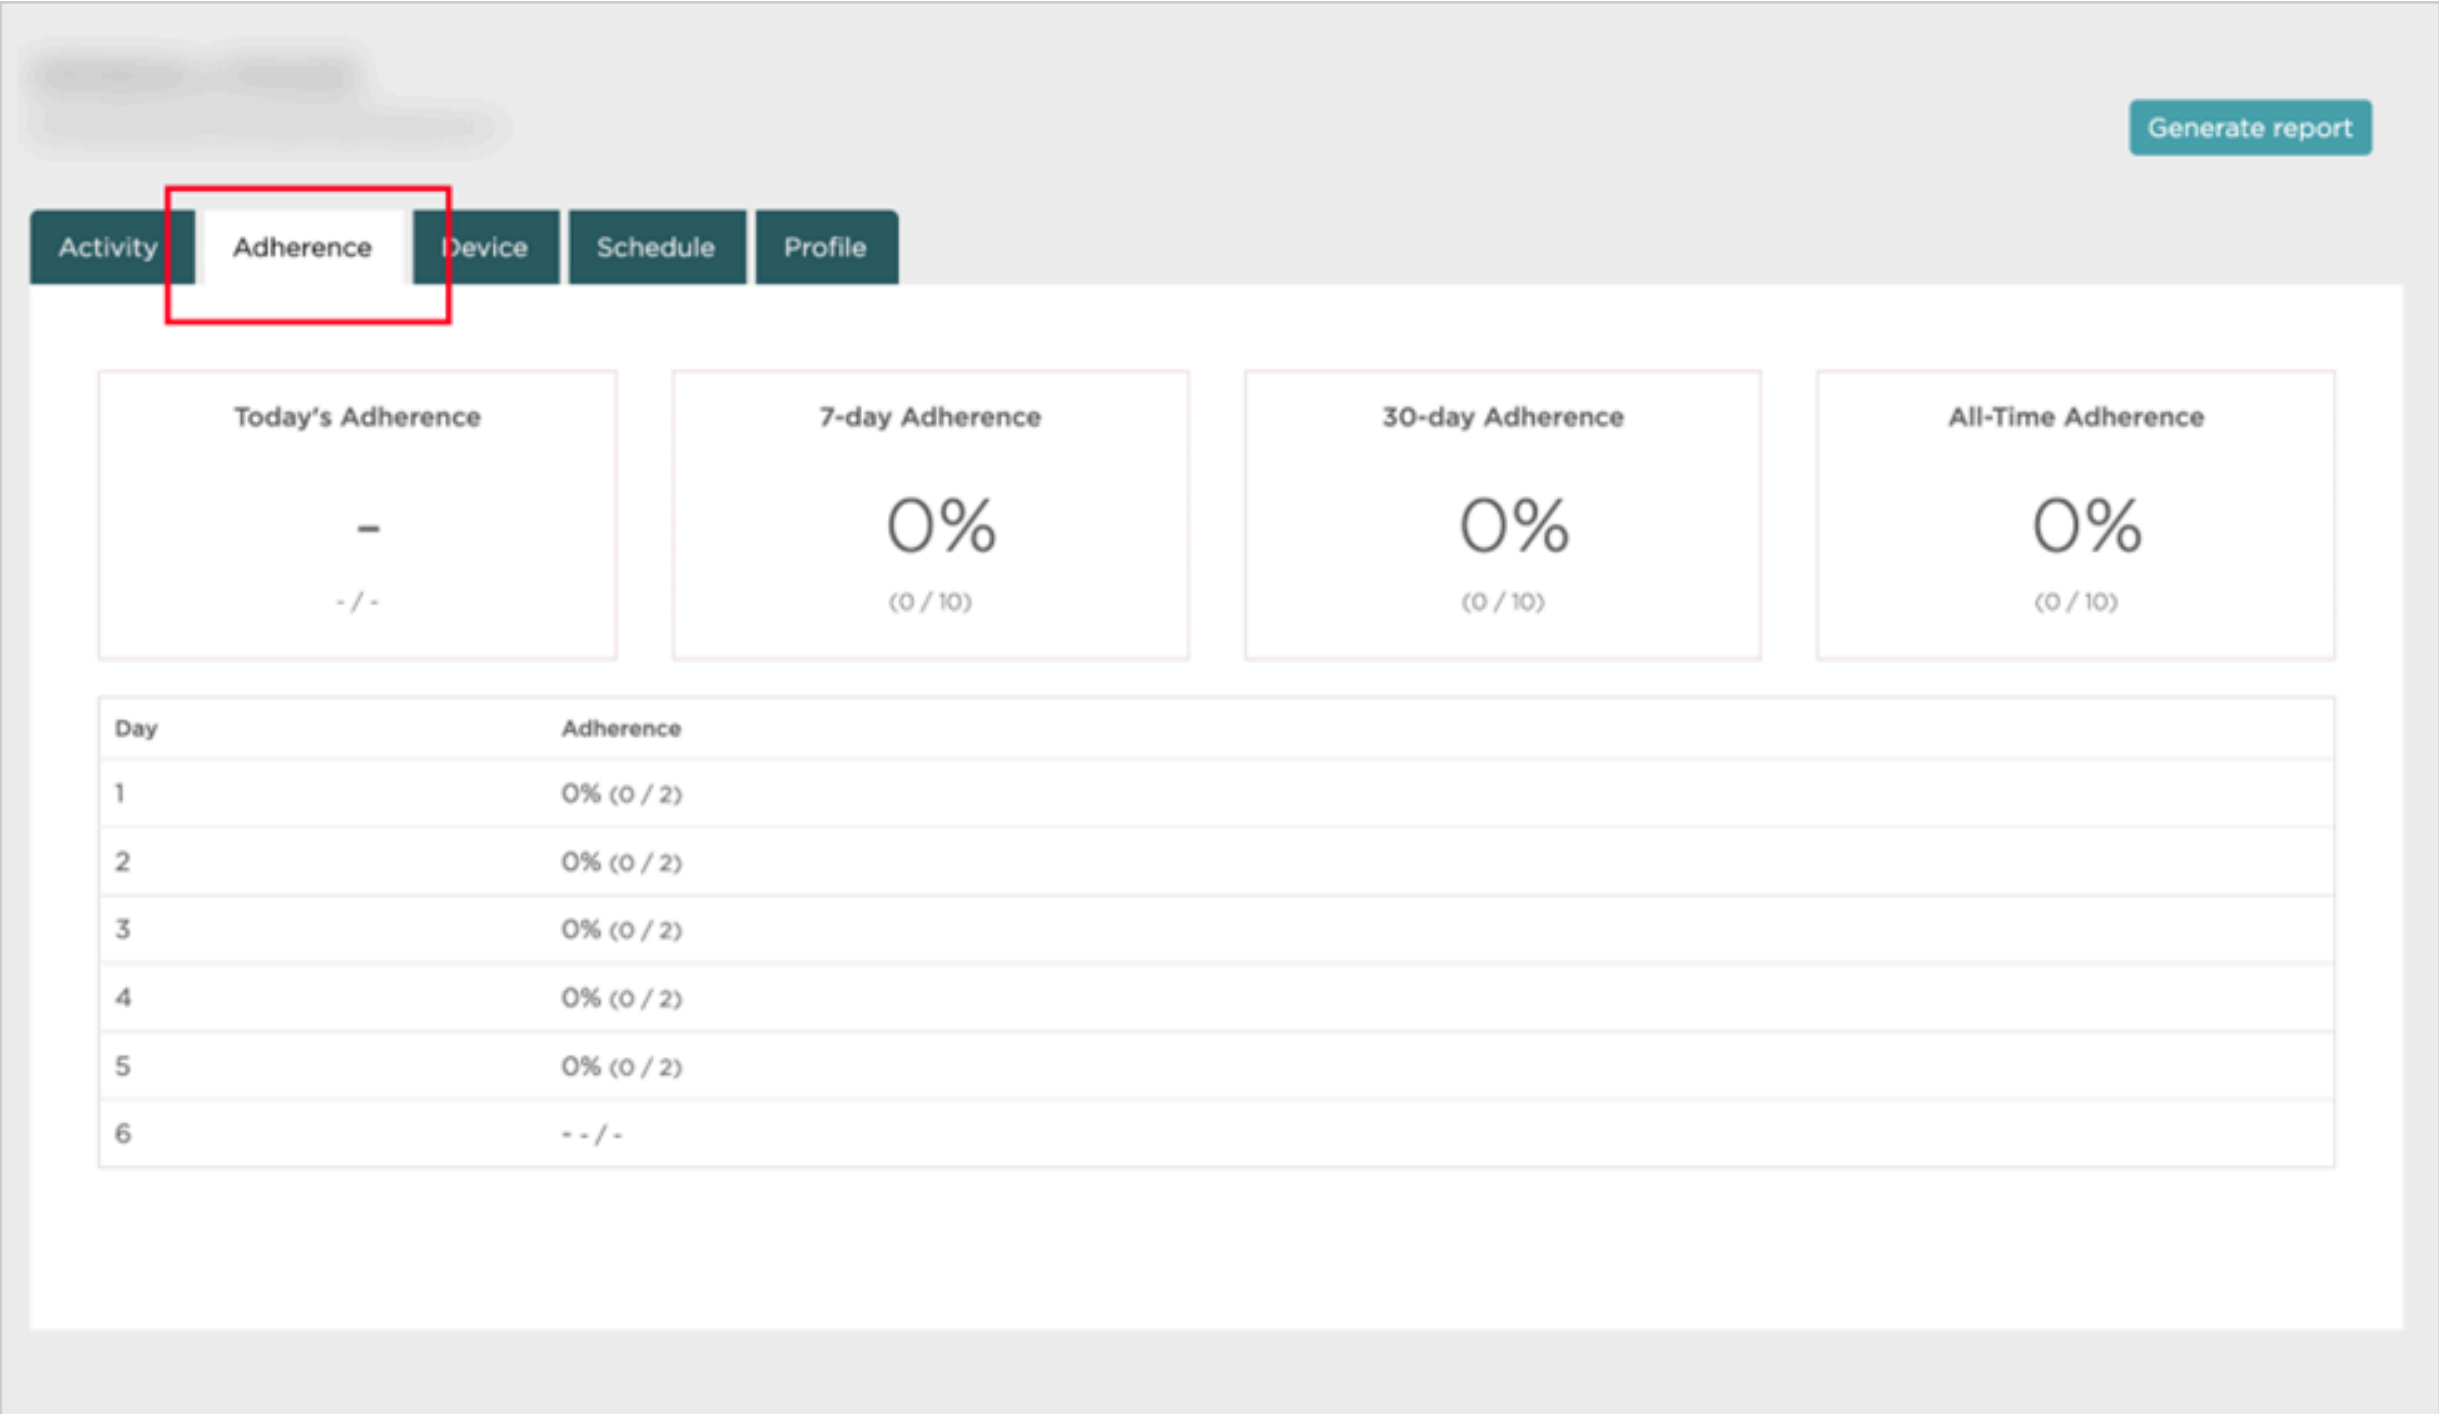 Generate report
Activity Adherence Device Schedule Profile
Today's Adherence 7-day Adherence 30-day Adherence All-Time Adherence
- 0% 0% 0%
- / - (0 / 10) (0 / 10) (0 / 10)
Day Adherence
1 0% (0 / 2)
2 0% (0 / 2)
3 0% (0 / 2)
4 0% (0 / 2)
5 0% (0 / 2)
6 - - / -